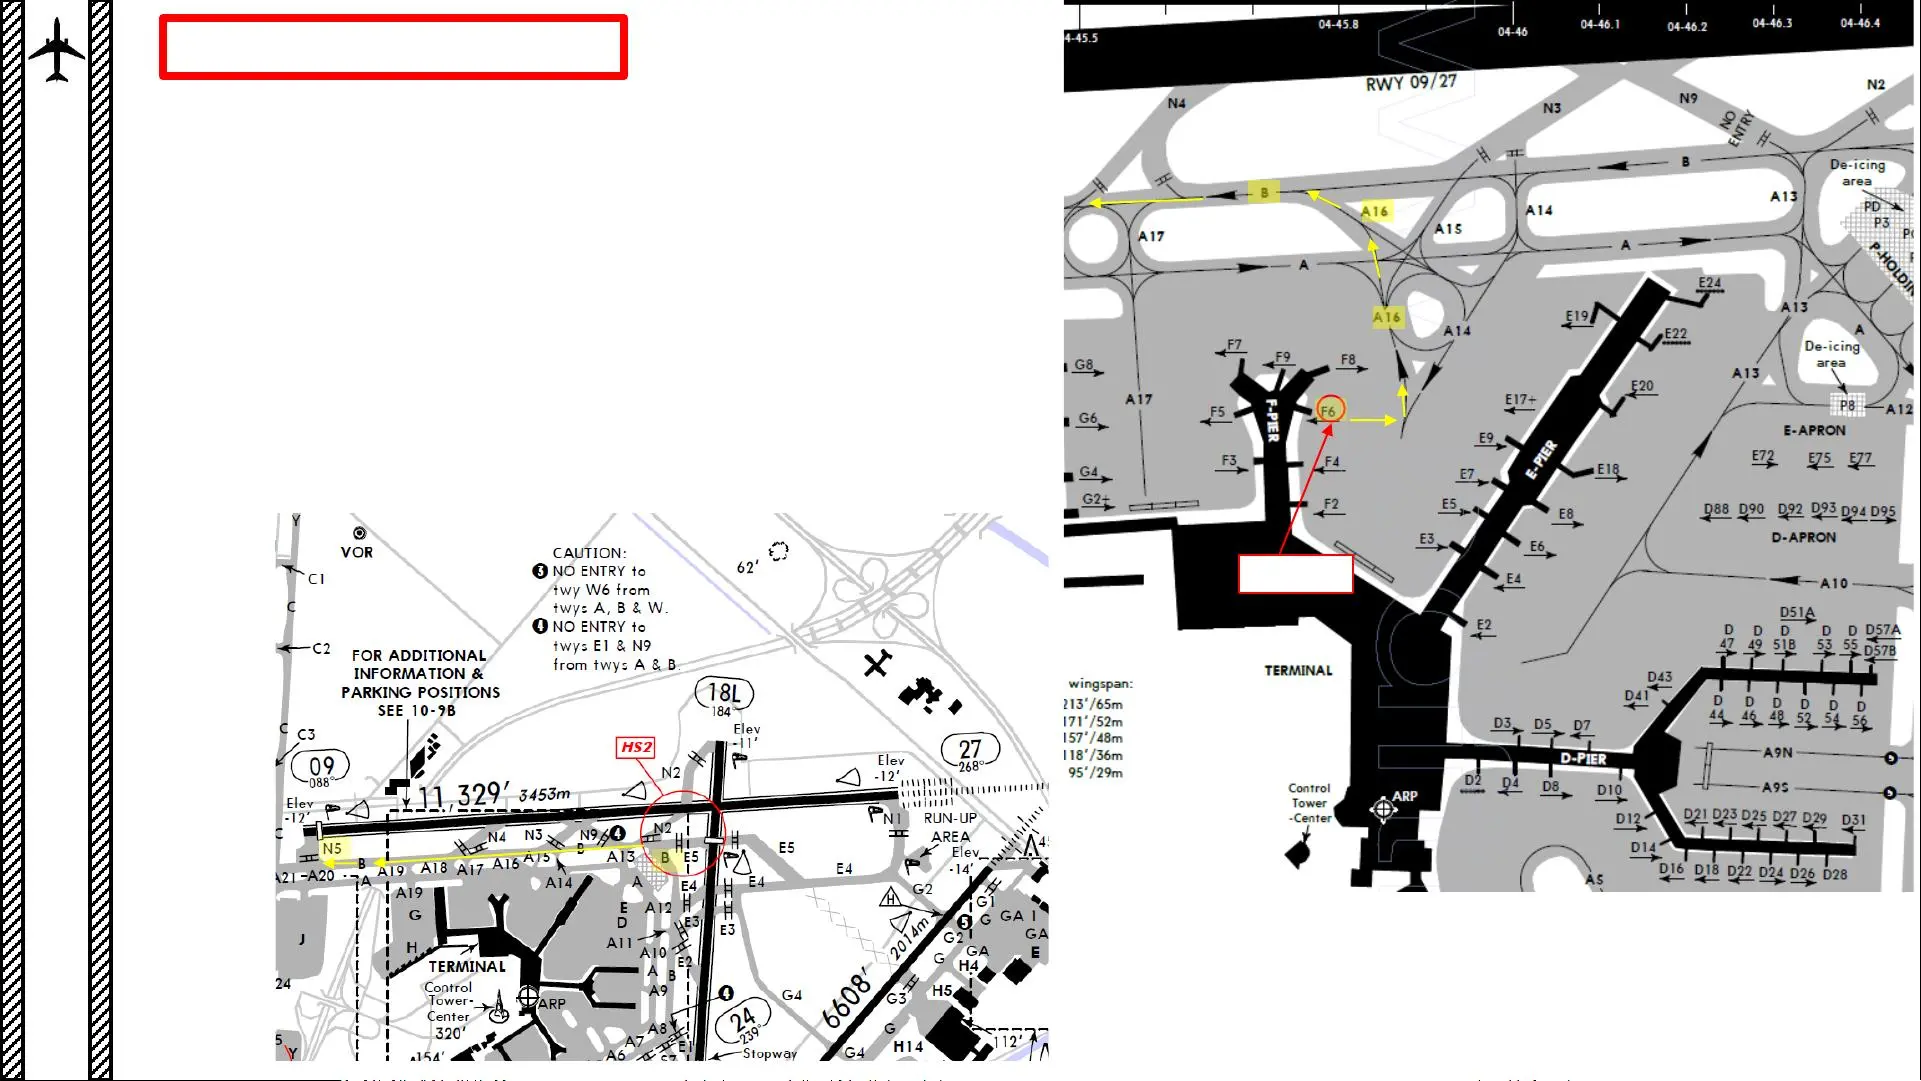 VOR
CAUTION:
3 NO ENTRY to
twy W6 from
twys A, B & W.
4 NO ENTRY to
twys E1 & N9
from twys A & B.
62'
Y
C1
C
C2
C
C3
C
FOR ADDITIONAL
INFORMATION &
PARKING POSITIONS
SEE 10-9B
18L
184°
Elev
-11'
HS2
N2
27
268°
Elev
-12'
09
088°
Elev
-12'
11,329' 3453m
N5
N4
N3
N9
4
N2
N1
RUN-UP
AREA
Elev
-14'
B
A19
A18
A17
A16
A15
B
A13
B
E5
E5
E4
E4
A20
A
A19
A14
A
E4
G2
G
H
J
E
D
A12
E3
E3
A11
A10
E2
A
B
A9
A8
A7
A6
G1
G
GA 1
GA
E
G2
GA
G
H4
H5
G3
G
G4
G4
H14
TERMINAL
Control
Tower-
Center
320'
ARP
24
4
24
239°
Stopway
E1
6608' 2014m
5
112'
154'
Y
04-45.8
04-46
04-46.1
04-46.2
04-46.3
04-46.4
RWY 09/27
N4
N3
N9
N2
NO
ENTRY
B
B
De-icing
area
PD
P3
P-HOLDIN
A16
A13
A14
A15
A17
A
A
A16
A14
A13
A
De-icing
area
P8
A12
A13
A17
E24
E19
E22
E20
E17+
E9
E18
E7
E5
E8
E3
E6
E4
E2
E-PIER
F7
F9
F8
F5
F6
F3
F4
F2
F-PIER
G8
G6
G4
G2+
E-APRON
E72
E75
E77
D88
D90
D92
D93
D94
D95
D-APRON
A10
TERMINAL
wingspan:
213'/65m
171'/52m
157'/48m
118'/36m
95'/29m
Control
Tower
-Center
ARP
D51A
D
47
D
49
D
51B
D
53
D
55
D57A
D57B
D43
D41
D
44
D
46
D
48
D
52
D
54
D
56
D3
D5
D7
D-PIER
D2
D4
D8
D10
A9N
5
A9S
5
D12
D21
D23
D25
D27
D29
D31
D14
D16
D18
D22
D24
D26
D28
A5